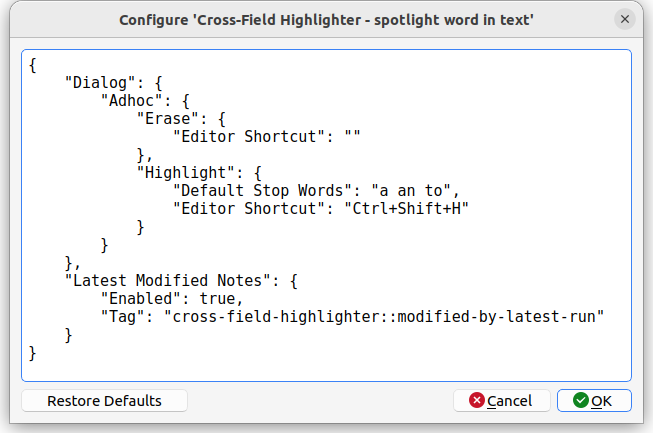 Configure 'Cross-Field Highlighter - spotlight word in text'
{
    "Dialog": {
        "Adhoc": {
            "Erase": {
                "Editor Shortcut": ""
            },
            "Highlight": {
                "Default Stop Words": "a an to",
                "Editor Shortcut": "Ctrl+Shift+H"
            }
        }
    },
    "Latest Modified Notes": {
        "Enabled": true,
        "Tag": "cross-field-highlighter::modified-by-latest-run"
    }
}
Restore Defaults
Cancel
OK